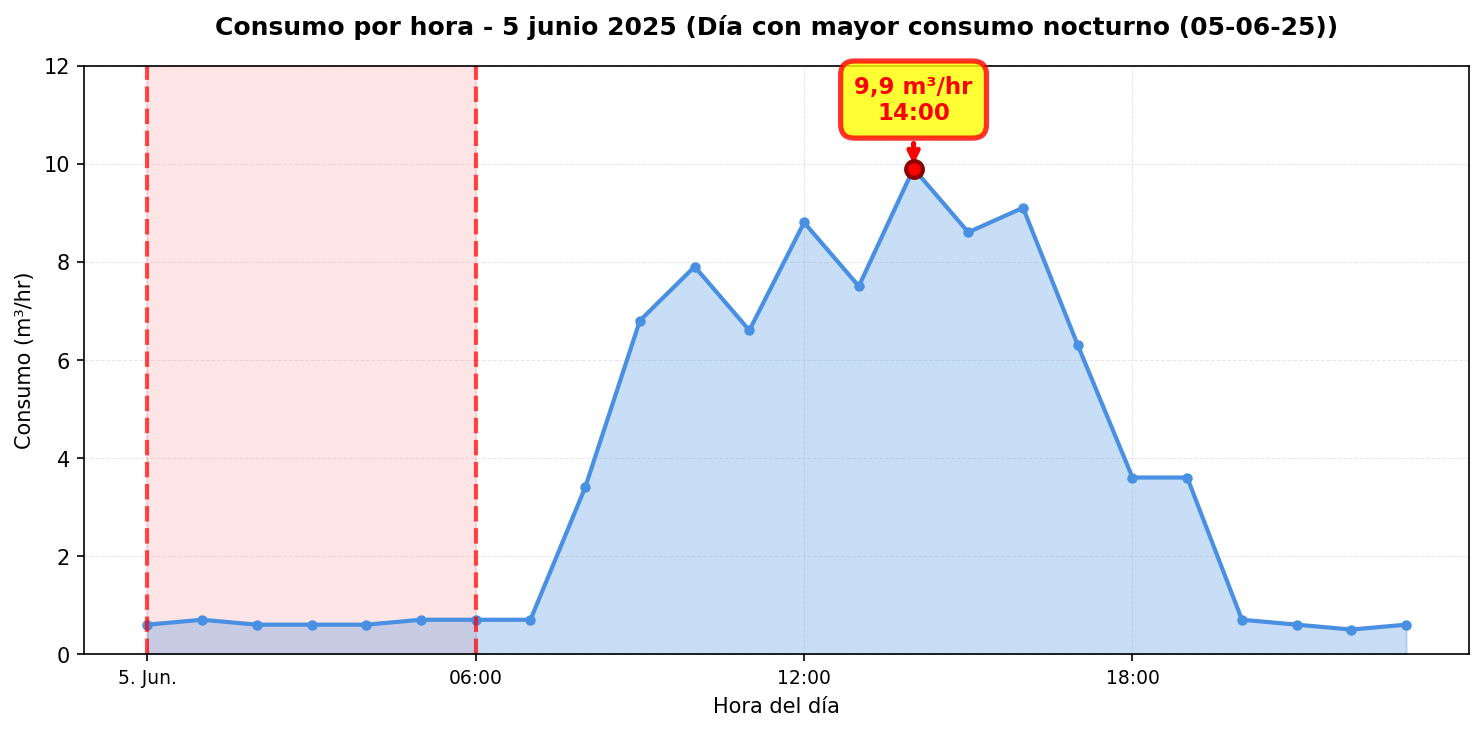 Consumo por hora - 5 junio 2025 (Día con mayor consumo nocturno (05-06-25))
9,9 m³/hr
14:00
Consumo (m³/hr)
12
10
8
6
4
2
0
5. Jun.
06:00
12:00
18:00
Hora del día